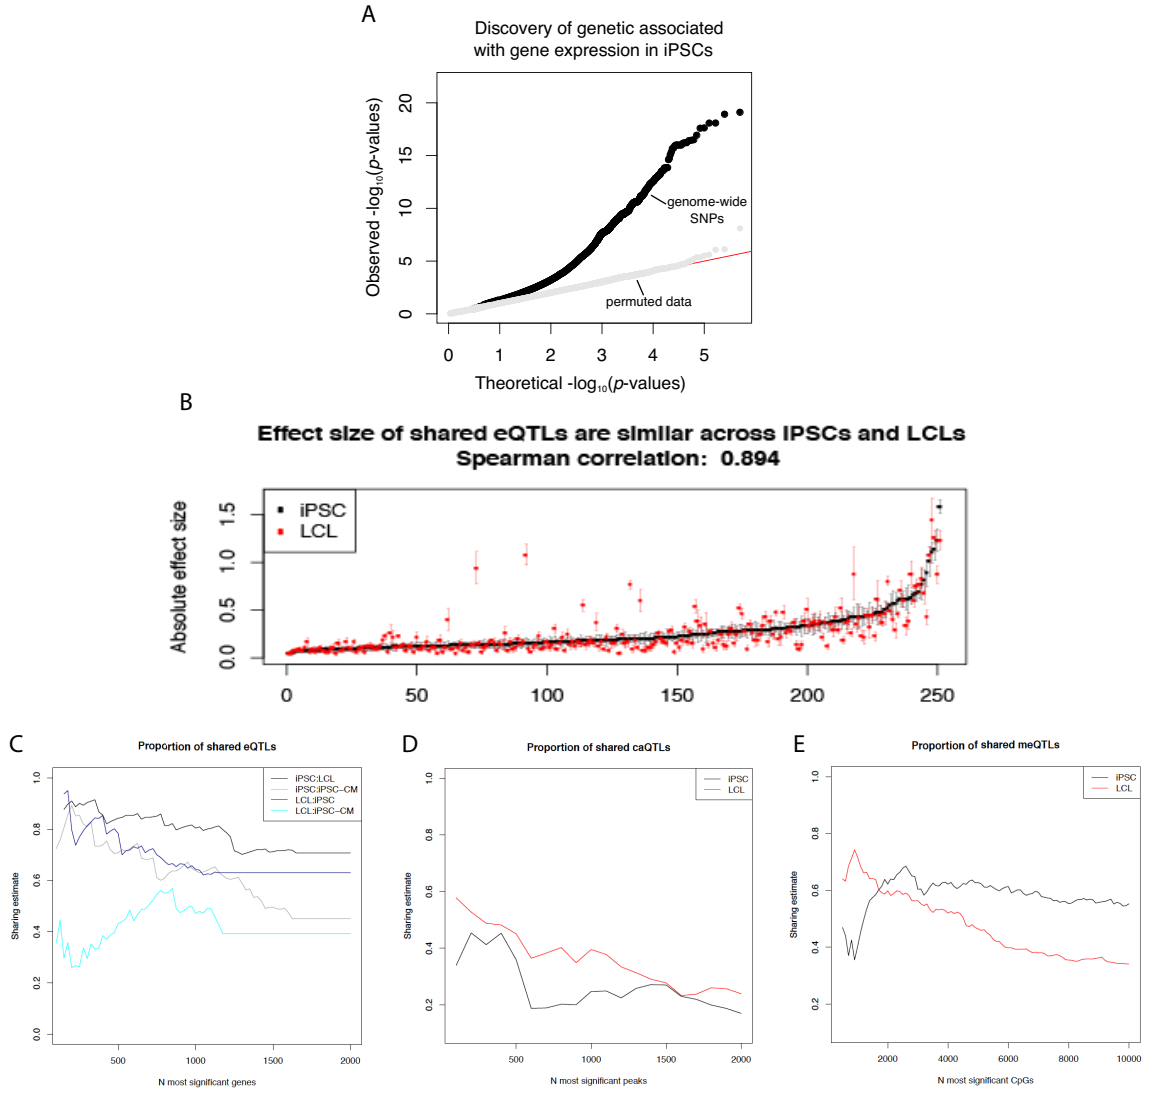 A
Discovery of genetic associated
with gene expression in iPSCs
Observed -log₁₀(p-values)
20
15
10
5
0
genome-wide
SNPs
permuted data
0 1 2 3 4 5
Theoretical -log₁₀(p-values)
B
Effect size of shared eQTLs are similar across iPSCs and LCLs
Spearman correlation: 0.894
Absolute effect size
1.5
1.0
0.5
0.0
iPSC
LCL
0 50 100 150 200 250
C
Proportion of shared eQTLs
Sharing estimate
1.0
0.8
0.6
0.4
0.2
0.0
iPSC:LCL
iPSC:iPSC–CM
LCL:iPSC
LCL:iPSC–CM
500 1000 1500 2000
N most significant genes
D
Proportion of shared caQTLs
Sharing estimate
1.0
0.8
0.6
0.4
0.2
iPSC
LCL
500 1000 1500 2000
N most significant peaks
E
Proportion of shared meQTLs
Sharing estimate
1.0
0.8
0.6
0.4
0.2
iPSC
LCL
2000 4000 6000 8000 10000
N most significant CpGs